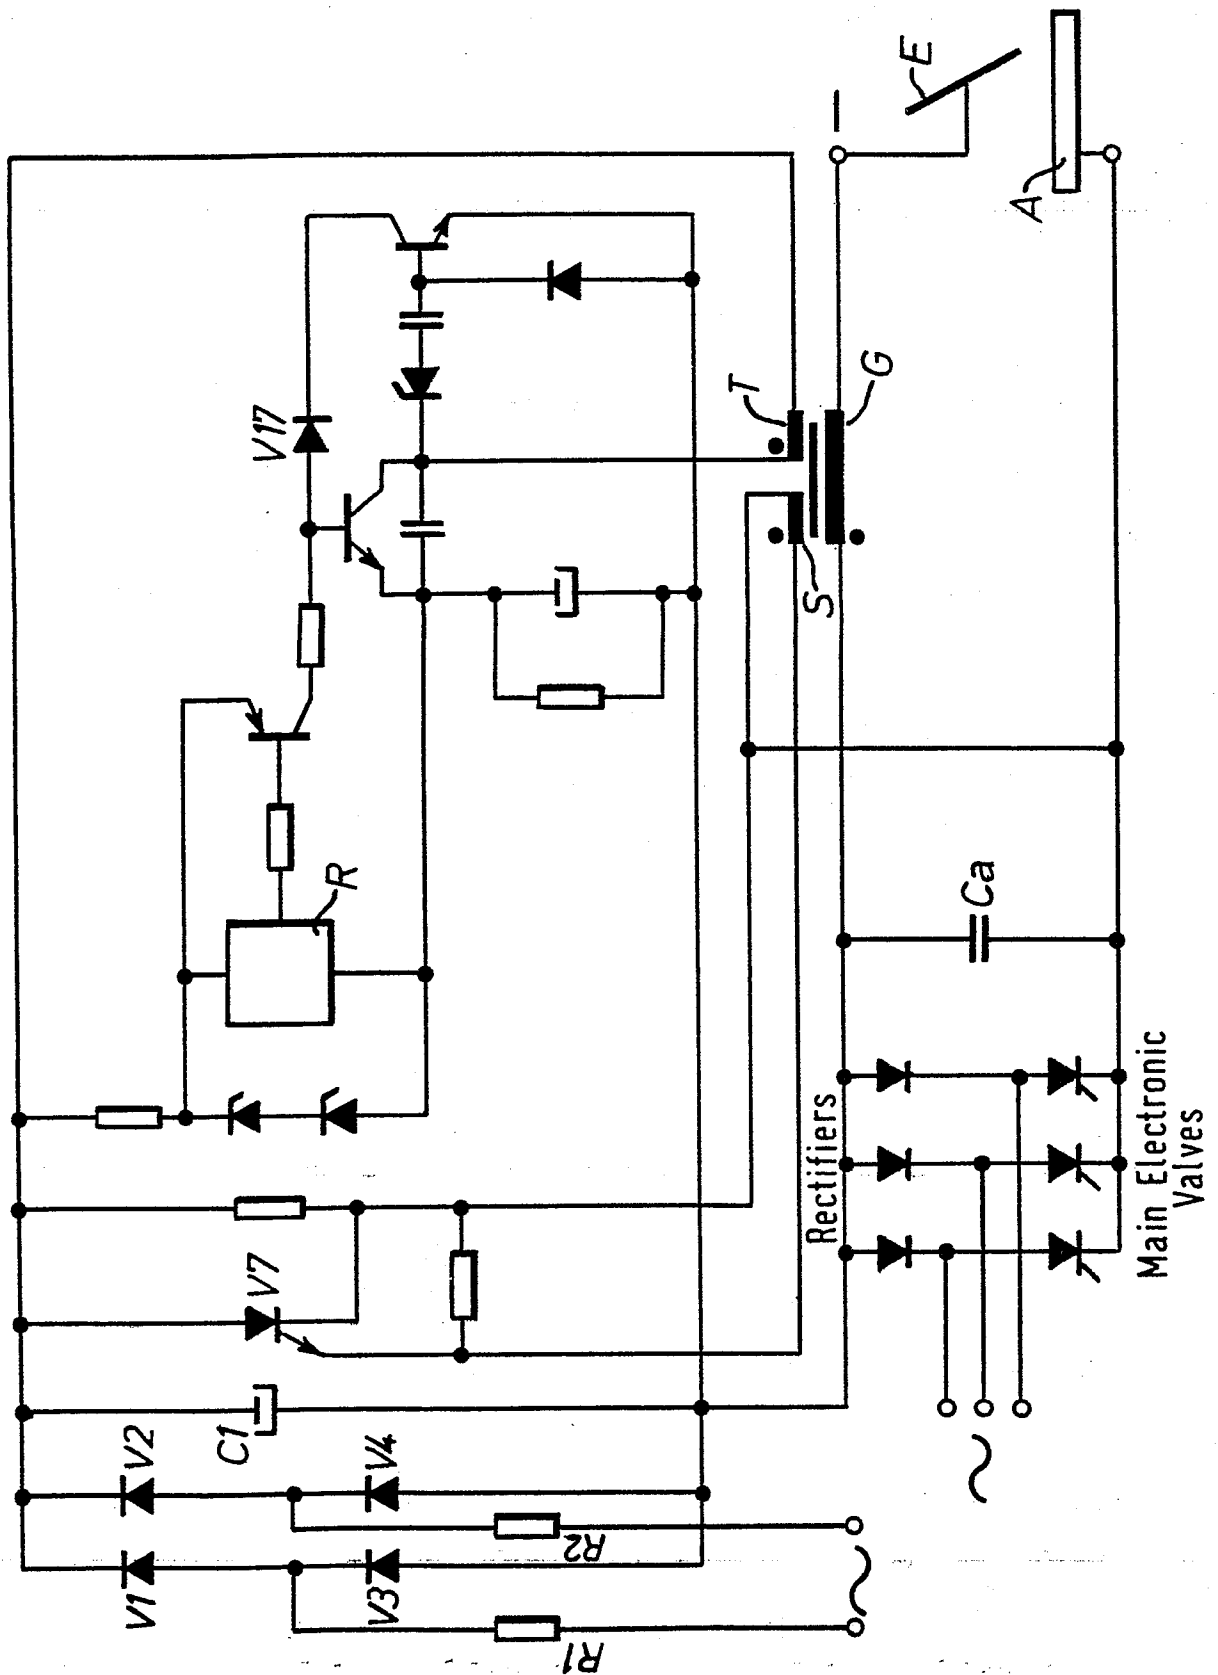 E
A
V17
T
G
S
R
Ca
V7
Rectifiers
Main Electronic
Valves
C1
V2
V4
R2
V1
V3
R1